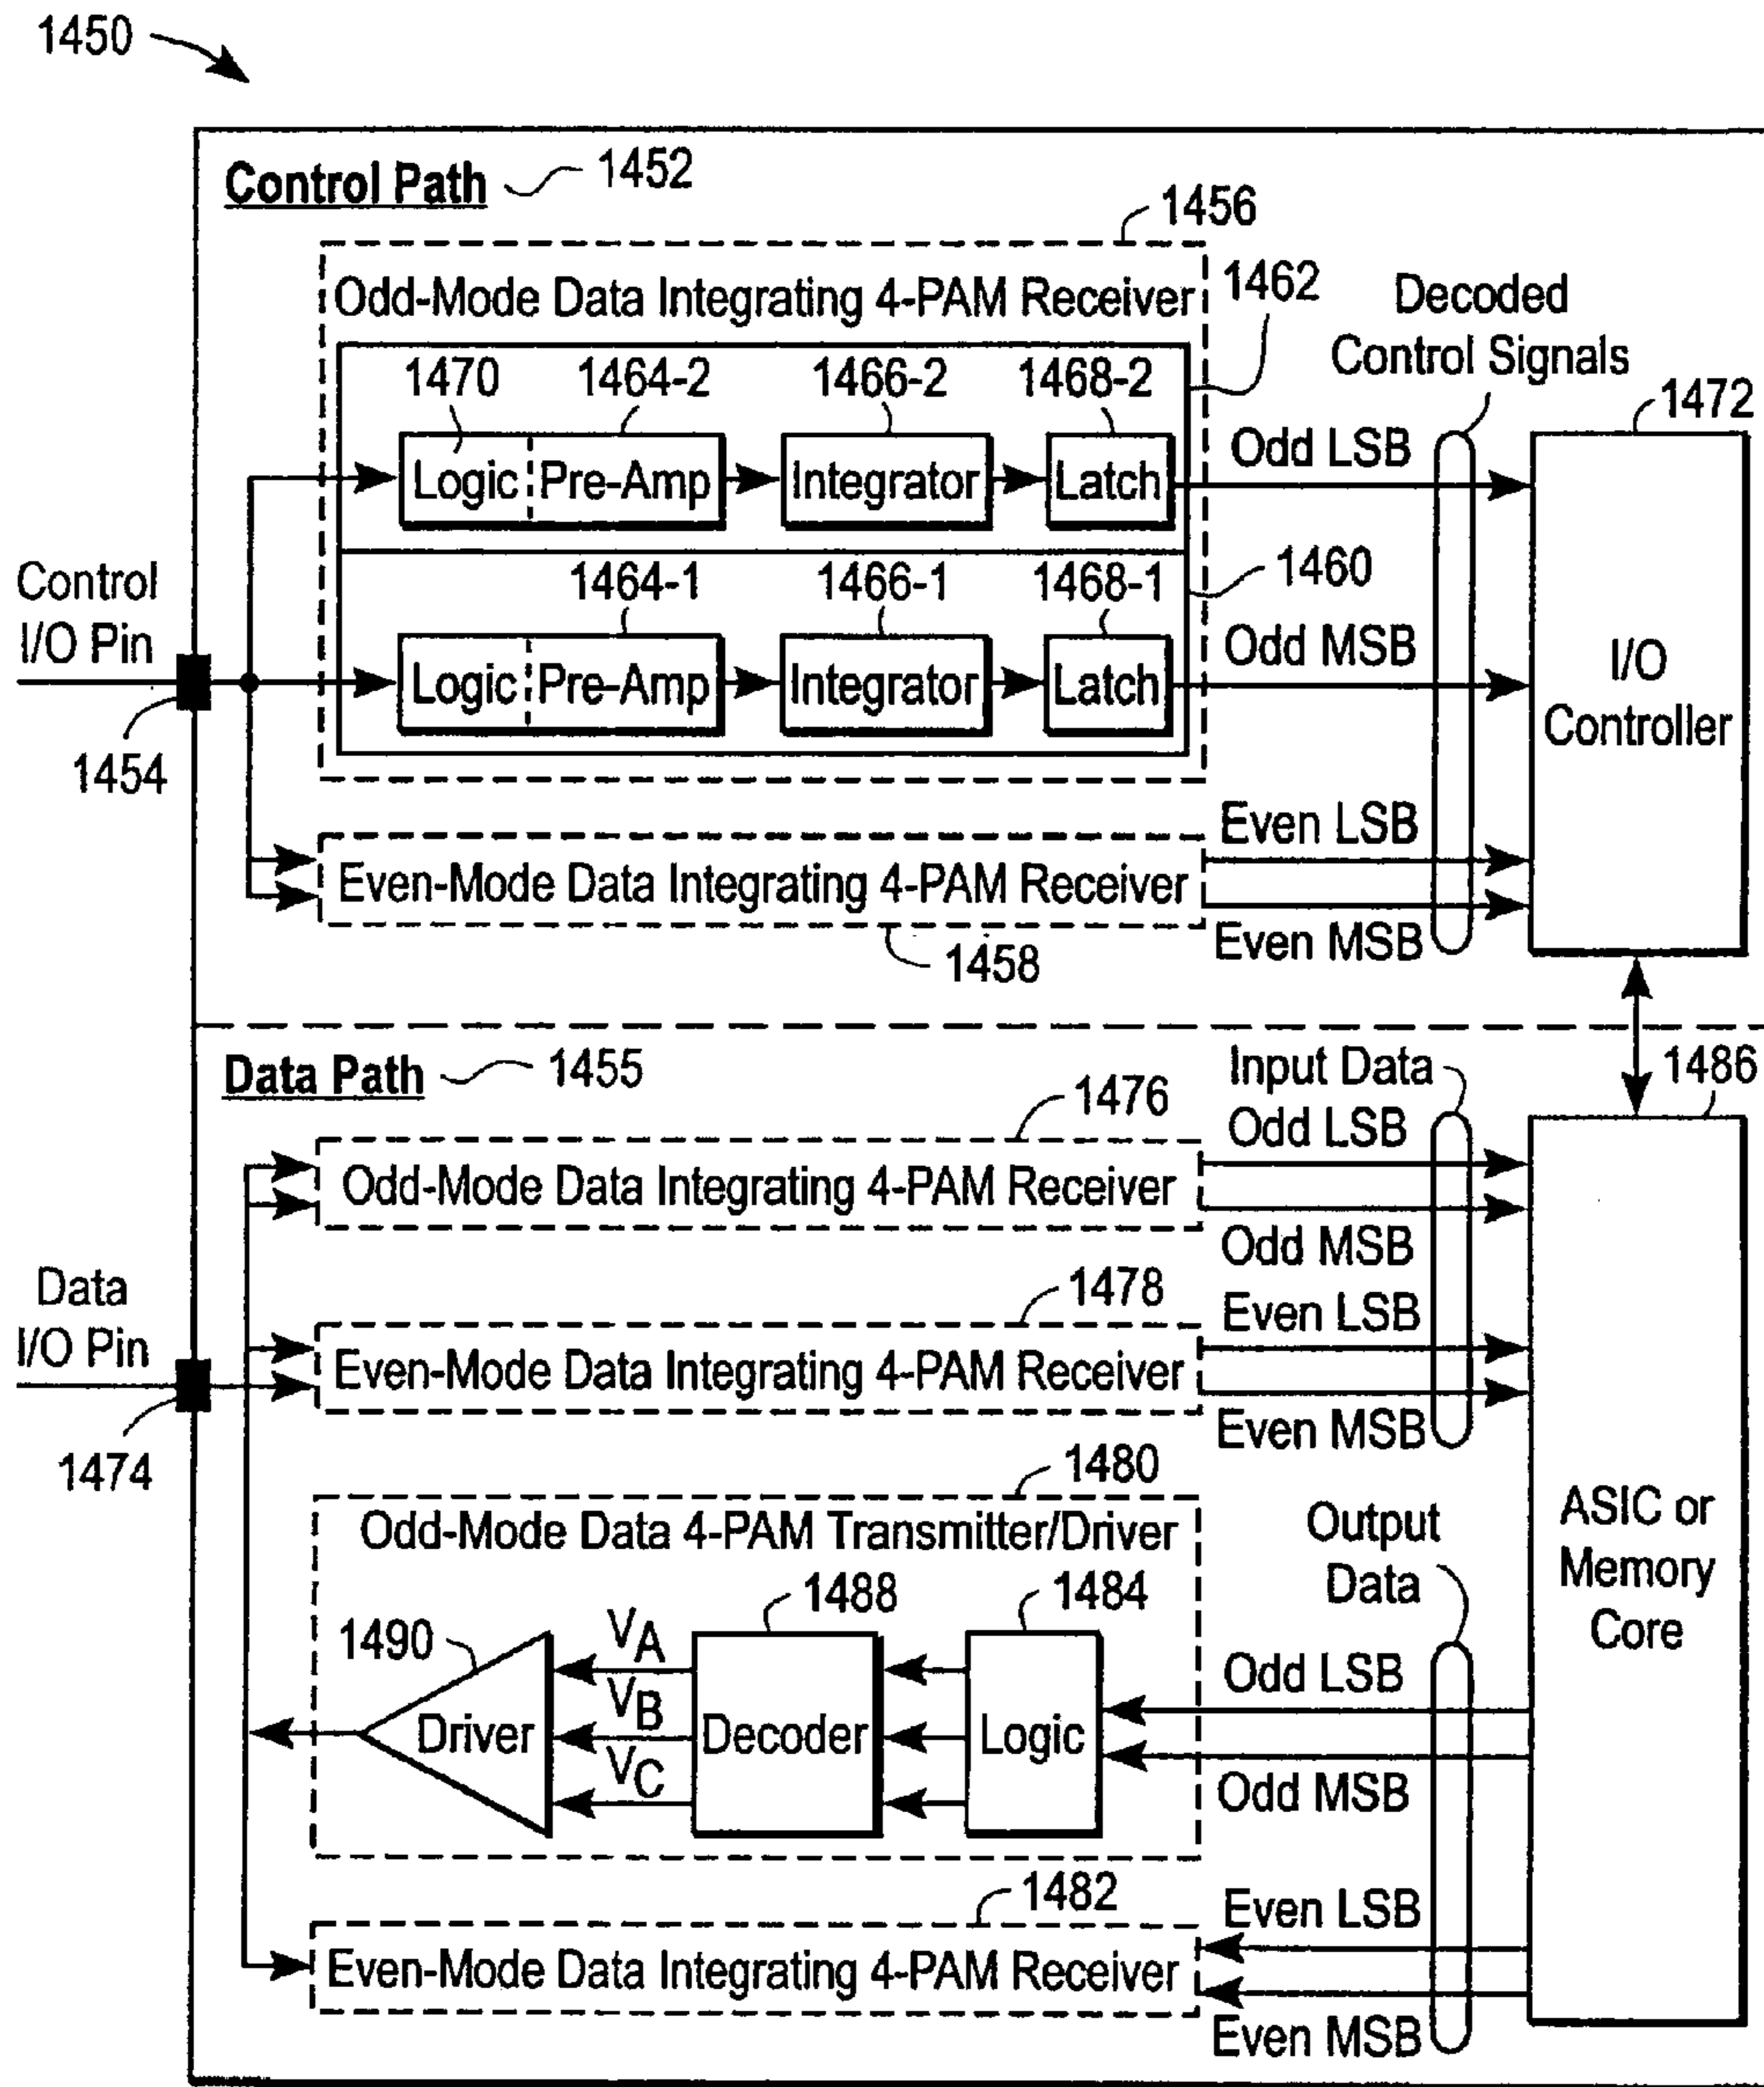 1450
Control Path
1452
1456
Odd-Mode Data Integrating 4-PAM Receiver
1462
Decoded
Control Signals
1470
1464-2
1466-2
1468-2
1472
Logic
Pre-Amp
Integrator
Latch
Odd LSB
Control
I/O Pin
1464-1
1466-1
1468-1
1460
Logic
Pre-Amp
Integrator
Latch
Odd MSB
I/O
Controller
1454
Even-Mode Data Integrating 4-PAM Receiver
Even LSB
Even MSB
1458
Data Path
1455
1476
Input Data
1486
Odd-Mode Data Integrating 4-PAM Receiver
Odd LSB
Odd MSB
Data
I/O Pin
1478
Even-Mode Data Integrating 4-PAM Receiver
Even LSB
Even MSB
1474
1480
Odd-Mode Data 4-PAM Transmitter/Driver
Output
Data
ASIC or
Memory
Core
1490
VA
VB
VC
1488
1484
Driver
Decoder
Logic
Odd LSB
Odd MSB
1482
Even-Mode Data Integrating 4-PAM Receiver
Even LSB
Even MSB